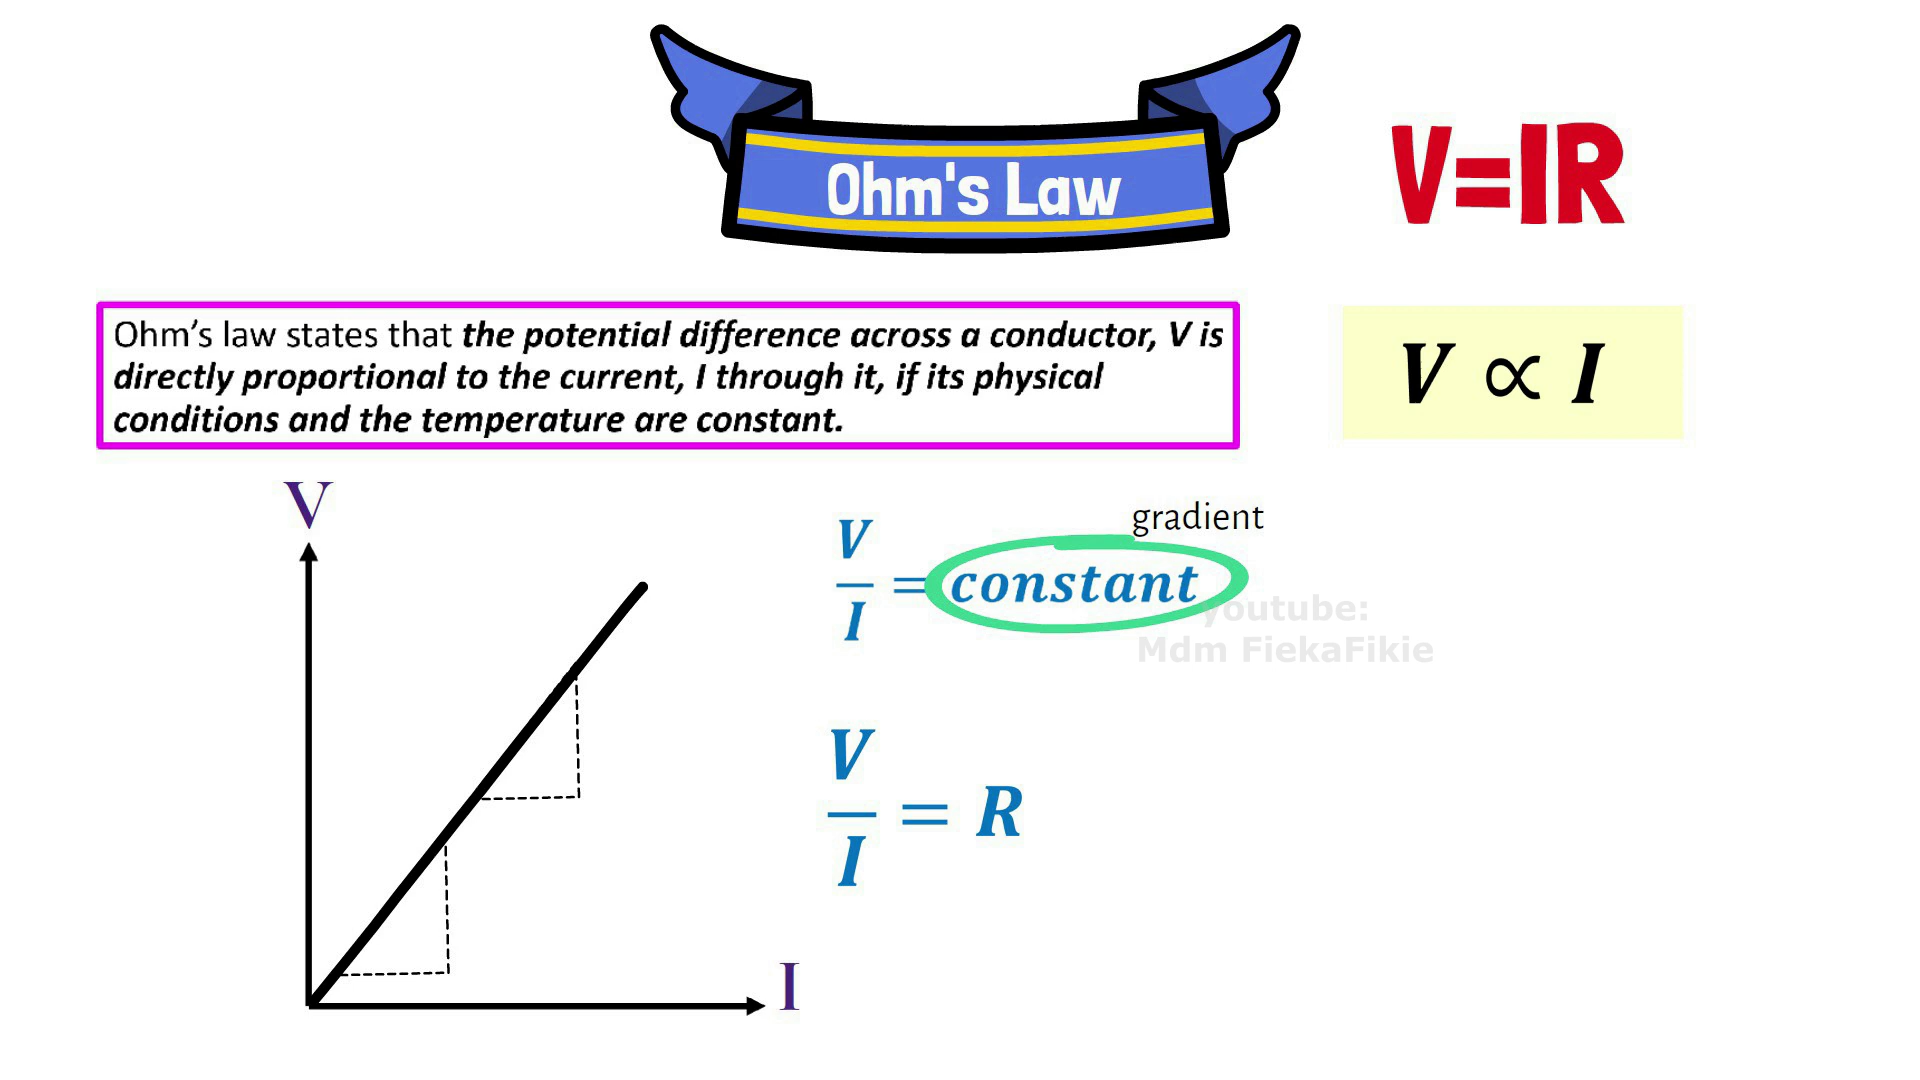 Ohm's Law
V=IR
Ohm’s law states that the potential difference across a conductor, V is
directly proportional to the current, I through it, if its physical
conditions and the temperature are constant.
V ∝ I
V
gradient
V/I = constant
youtube:
Mdm FiekaFikie
V/I = R
I